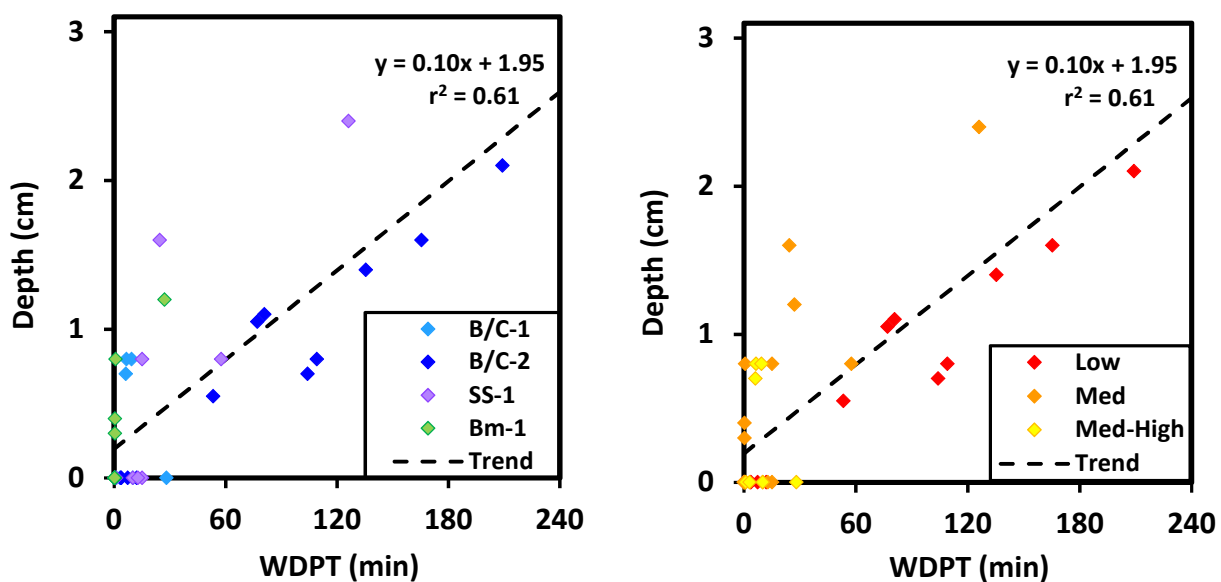 y = 0.10x + 1.95
r² = 0.61
3
2
1
0
Depth (cm)
B/C-1
B/C-2
SS-1
Bm-1
Trend
0 60 120 180 240
WDPT (min)
y = 0.10x + 1.95
r² = 0.61
3
2
1
0
Depth (cm)
Low
Med
Med-High
Trend
0 60 120 180 240
WDPT (min)